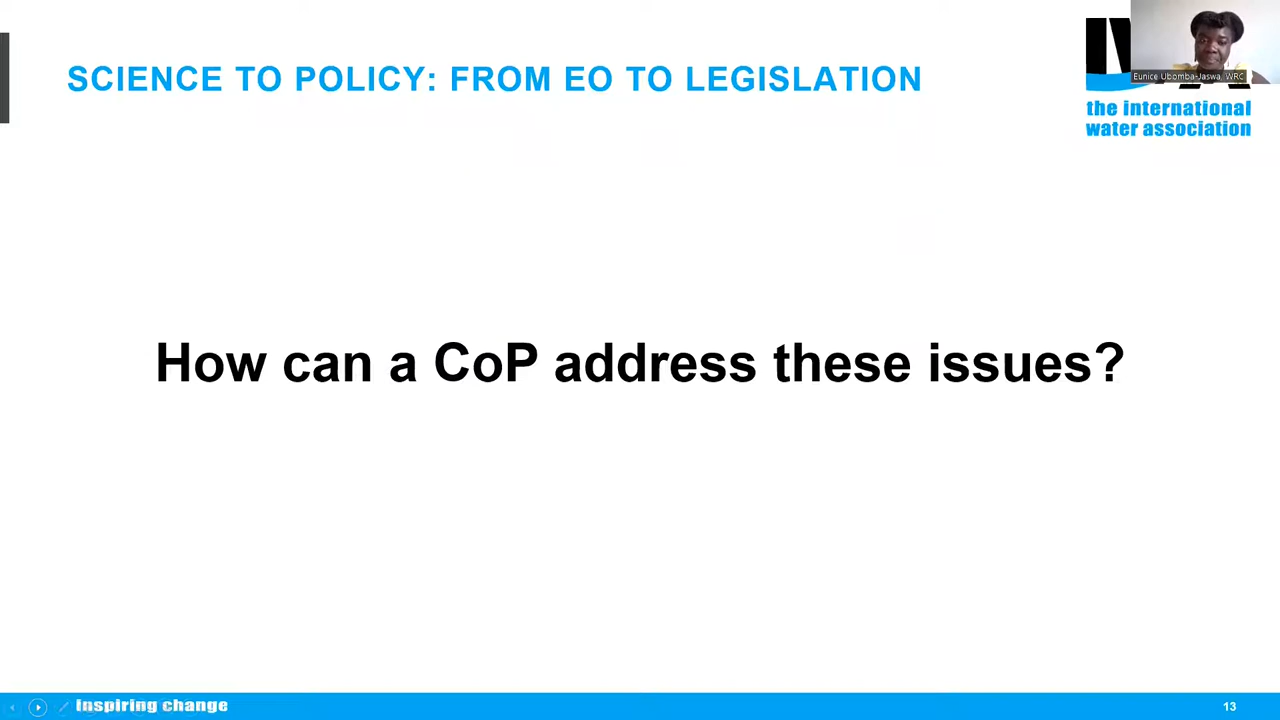 SCIENCE TO POLICY: FROM EO TO LEGISLATION
Eunice Ubomba-Jaswa, WRC
the international
water association
How can a CoP address these issues?
inspiring change
13